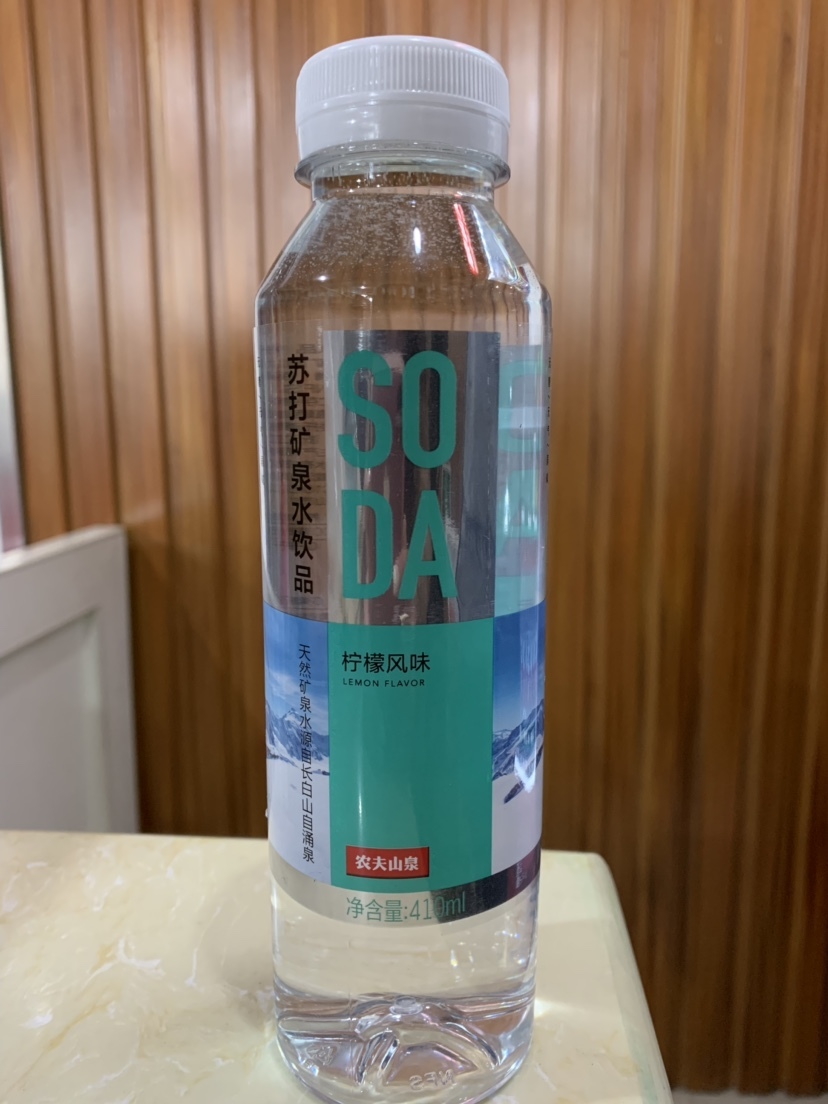 苏打矿泉水饮品
SO
DA
天然矿泉水源自长白山自涌泉
柠檬风味
LEMON FLAVOR
农夫山泉
净含量:410ml